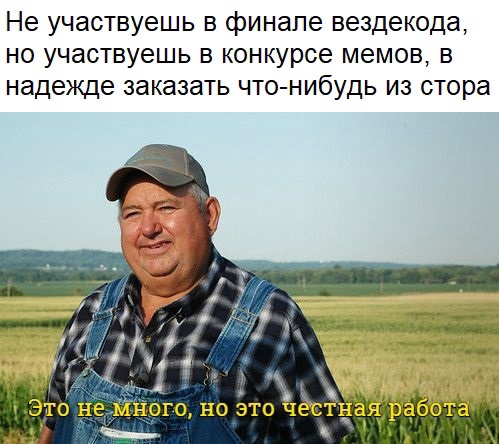 Не участвуешь в финале вездекода,
но участвуешь в конкурсе мемов, в
надежде заказать что-нибудь из стора
Это не много, но это честная работа